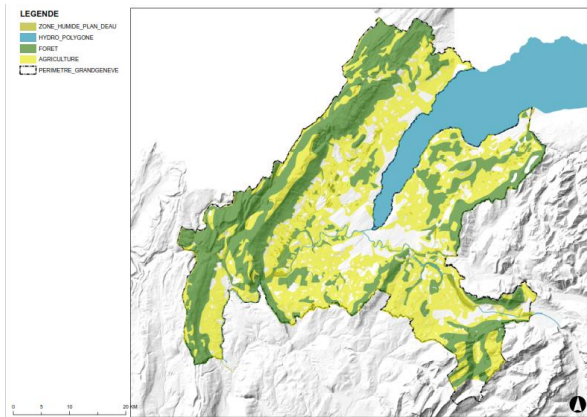 LEGENDE
ZONE_HUMIDE_PLAN_DEAU
HYDRO_POLYGONE
FORET
AGRICULTURE
PERIMETRE_GRANDGENEVE
0 5 10 20 KM